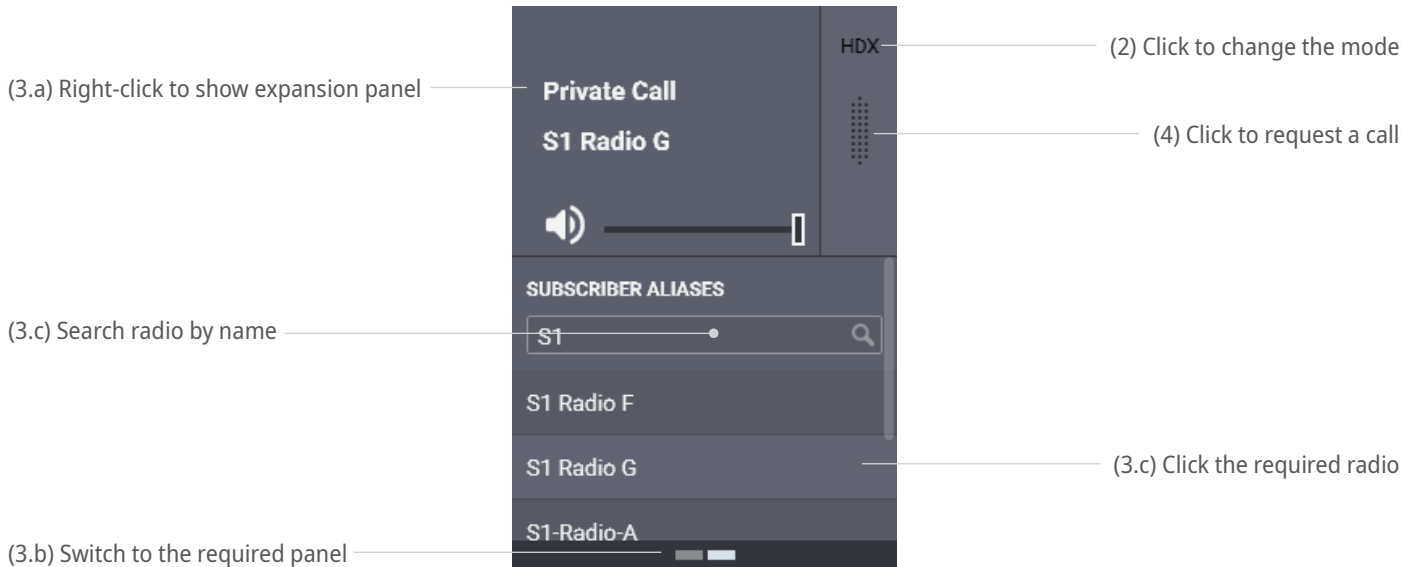 HDX
(2) Click to change the mode
(3.a) Right-click to show expansion panel
Private Call
(4) Click to request a call
S1 Radio G
SUBSCRIBER ALIASES
(3.c) Search radio by name
S1
S1 Radio F
S1 Radio G
(3.c) Click the required radio
S1-Radio-A
(3.b) Switch to the required panel